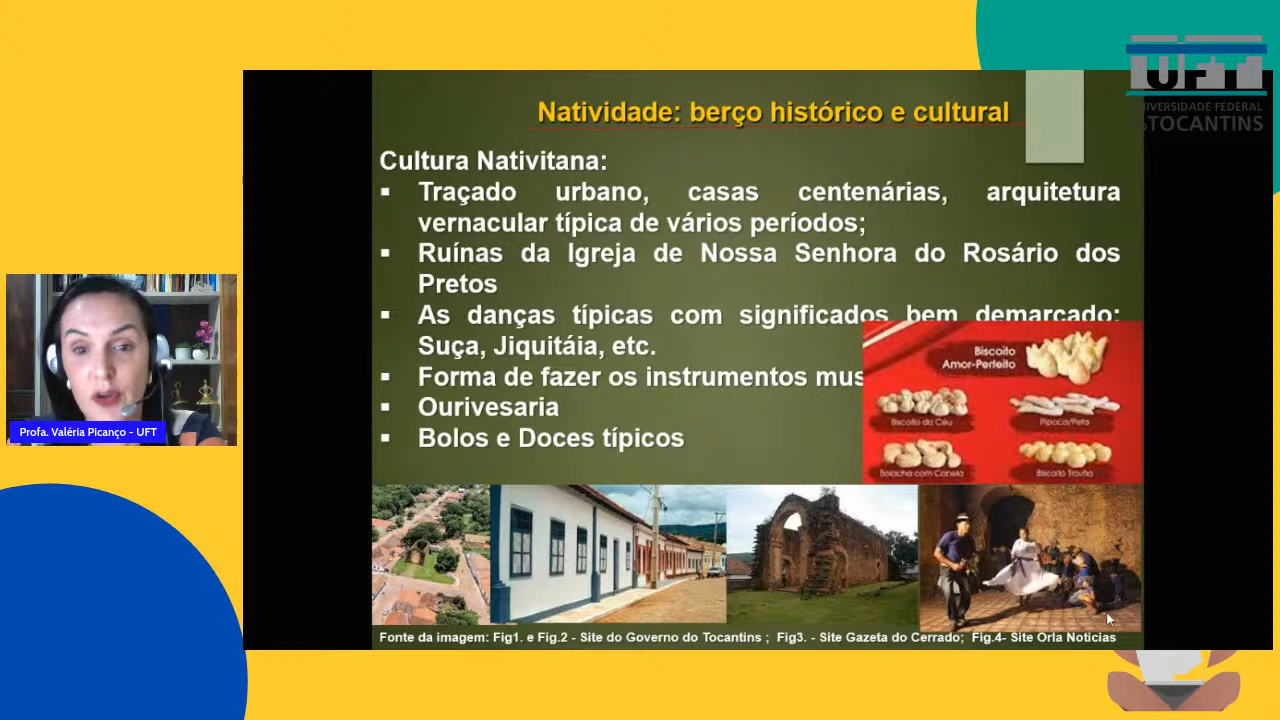 UFT
UNIVERSIDADE FEDERAL
TOCANTINS
Natividade: berço histórico e cultural
Cultura Nativitana:
▪ Traçado urbano, casas centenárias, arquitetura
vernacular típica de vários períodos;
▪ Ruínas da Igreja de Nossa Senhora do Rosário dos
Pretos
▪ As danças típicas com significados bem demarcado:
Suça, Jiquitáia, etc.
▪ Forma de fazer os instrumentos mus
▪ Ourivesaria
▪ Bolos e Doces típicos
Biscoito
Amor-Perfeito
Biscoito do Céu
Pipoca/Peta
Bolacha com Canela
Biscoito Trovão
Profa. Valéria Picanço - UFT
Fonte da imagem: Fig1. e Fig.2 - Site do Governo do Tocantins ; Fig3. - Site Gazeta do Cerrado; Fig.4- Site Orla Noticias